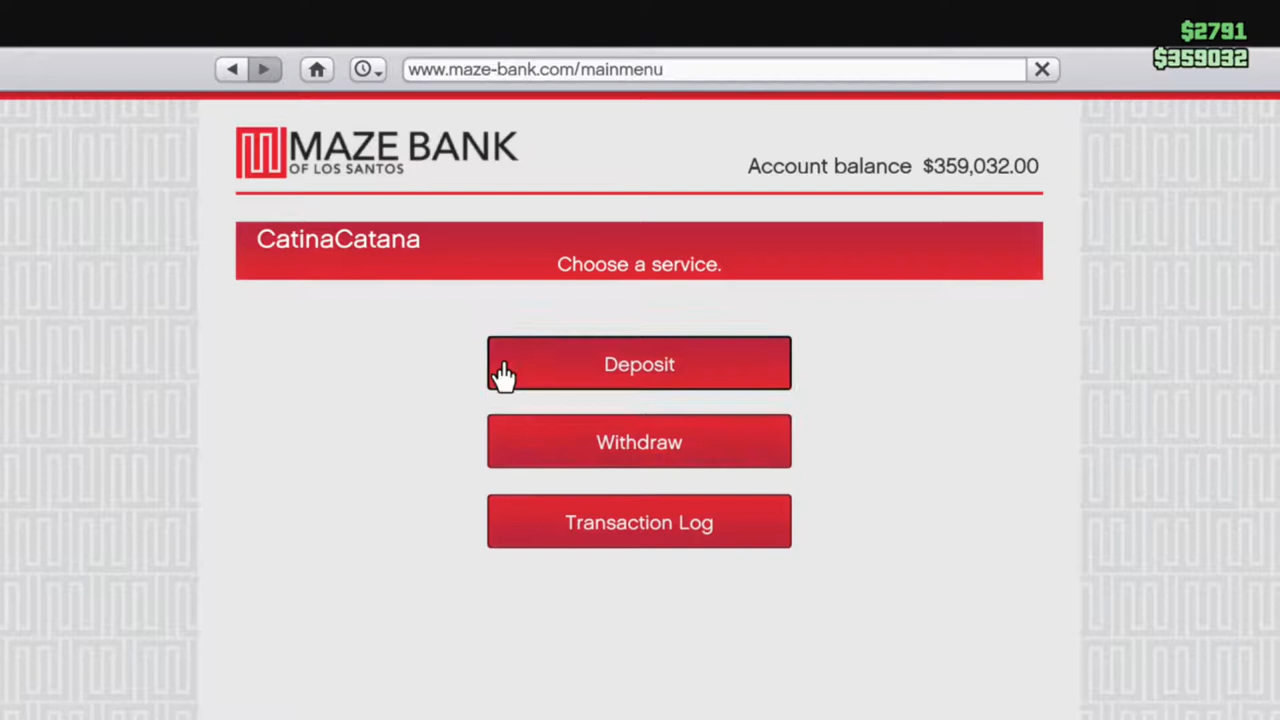 $2791
$359032
www.maze-bank.com/mainmenu
MAZE BANK
OF LOS SANTOS
Account balance $359,032.00
CatinaCatana
Choose a service.
Deposit
Withdraw
Transaction Log